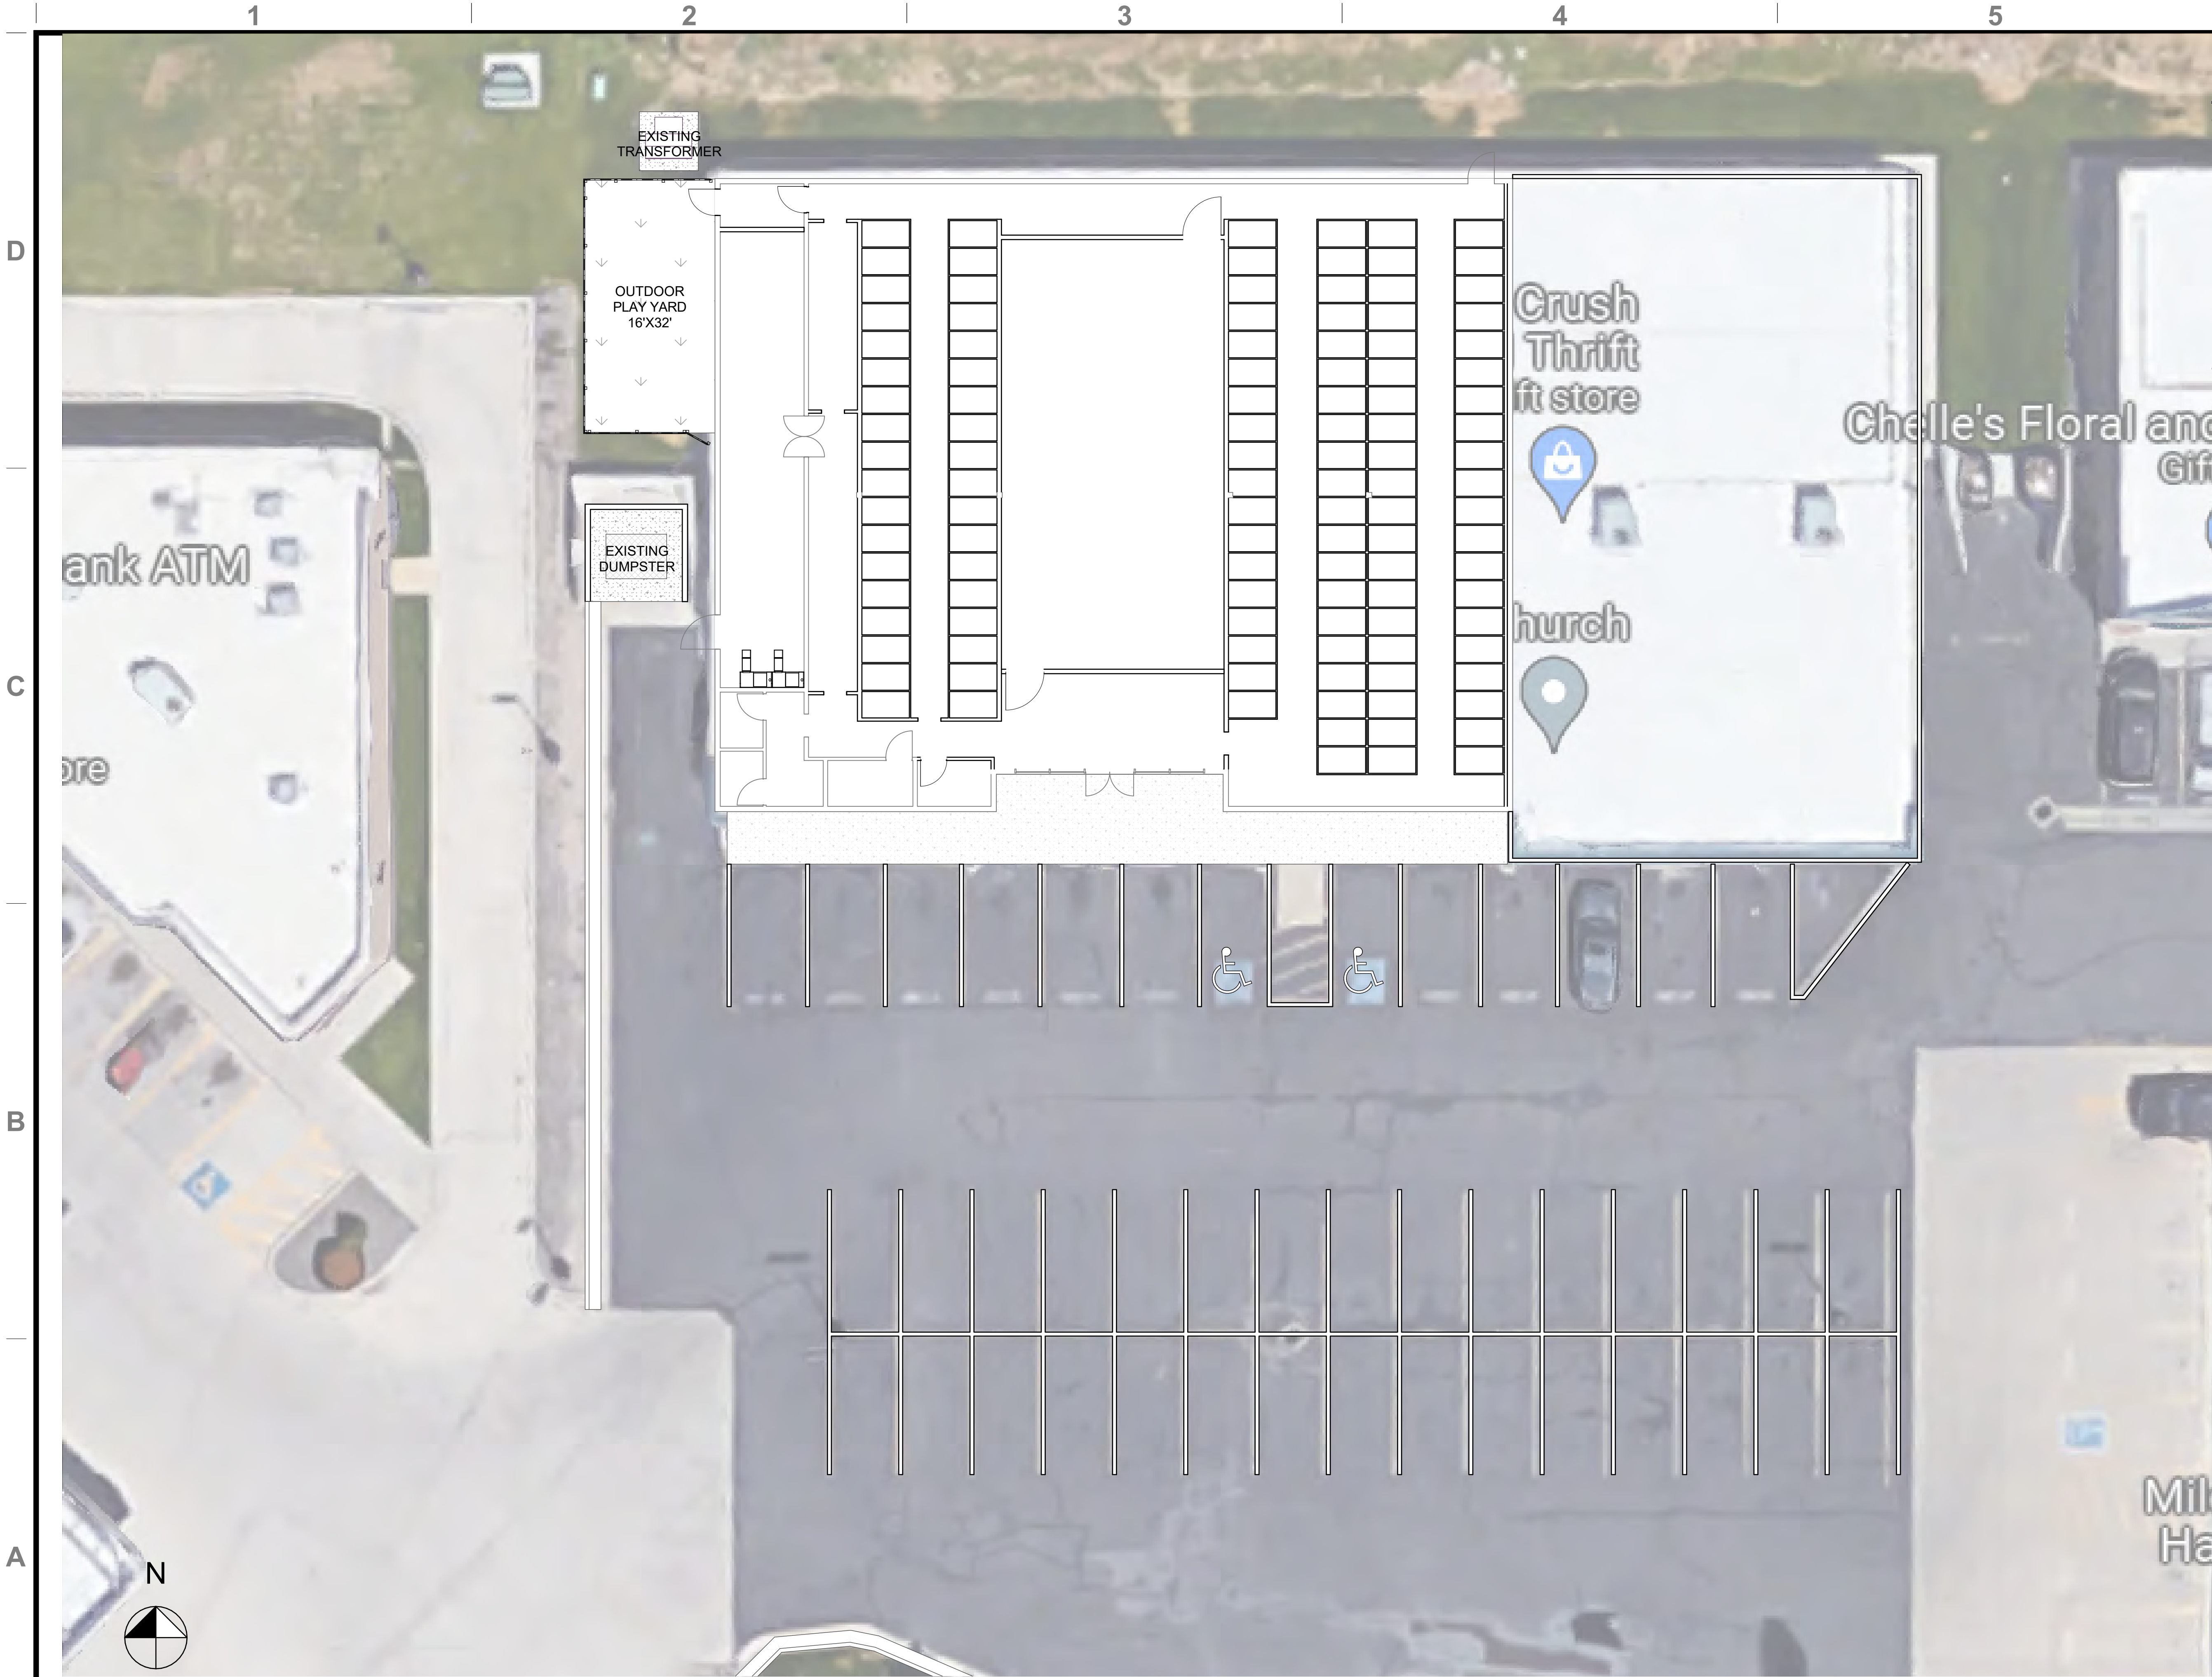 1 2 3 4 5
EXISTING
TRANSFORMER
D
OUTDOOR
PLAY YARD
16'X32'
Crush
Thrift
ft store
Chelle's Floral and
Gif
ank ATM
EXISTING
DUMPSTER
hurch
C
ore
B
Mil
Ha
A
N